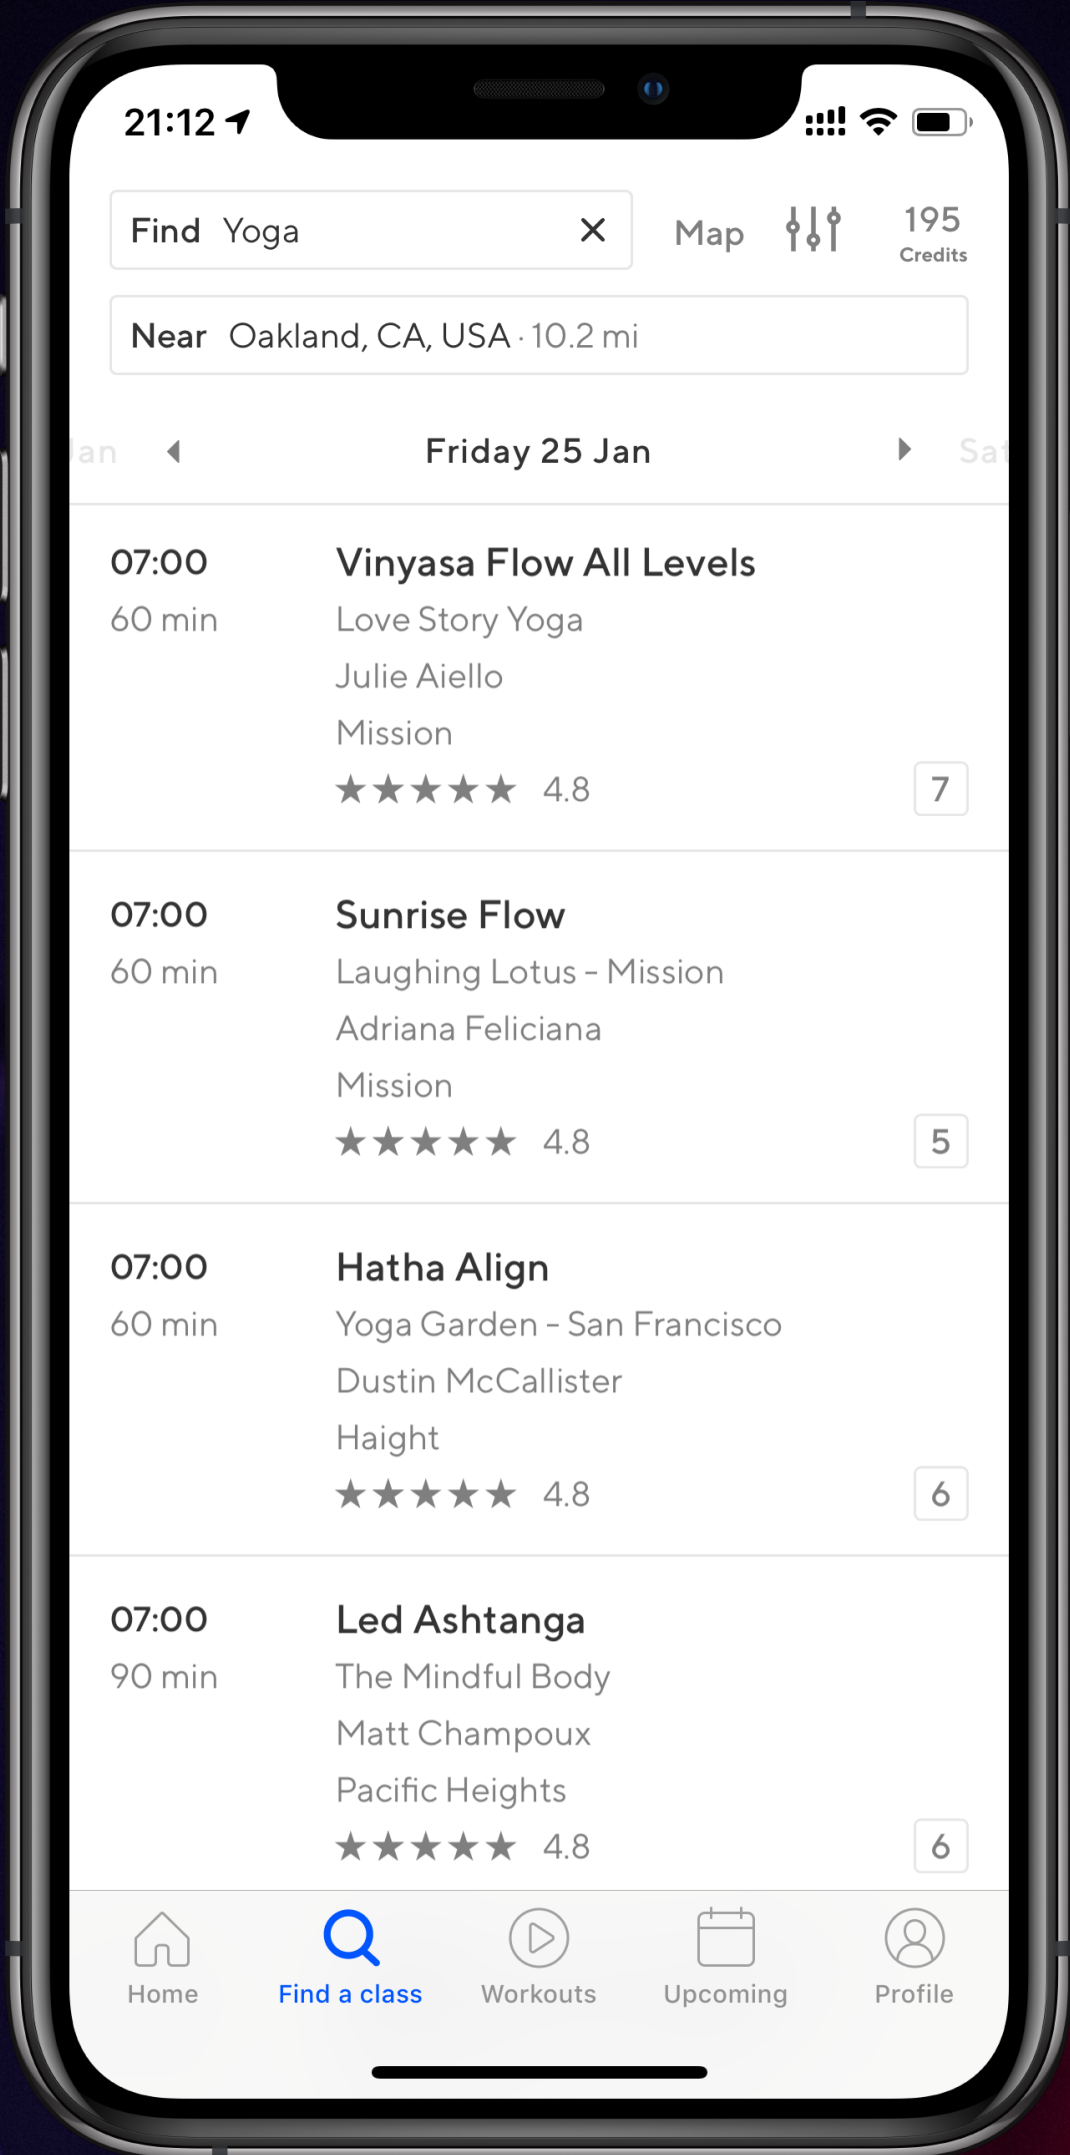 21:12
Find Yoga
Map
195
Credits
Near Oakland, CA, USA · 10.2 mi
Jan
Friday 25 Jan
Sat
07:00
60 min
Vinyasa Flow All Levels
Love Story Yoga
Julie Aiello
Mission
4.8
7
07:00
60 min
Sunrise Flow
Laughing Lotus - Mission
Adriana Feliciana
Mission
4.8
5
07:00
60 min
Hatha Align
Yoga Garden - San Francisco
Dustin McCallister
Haight
4.8
6
07:00
90 min
Led Ashtanga
The Mindful Body
Matt Champoux
Pacific Heights
4.8
6
Home
Find a class
Workouts
Upcoming
Profile